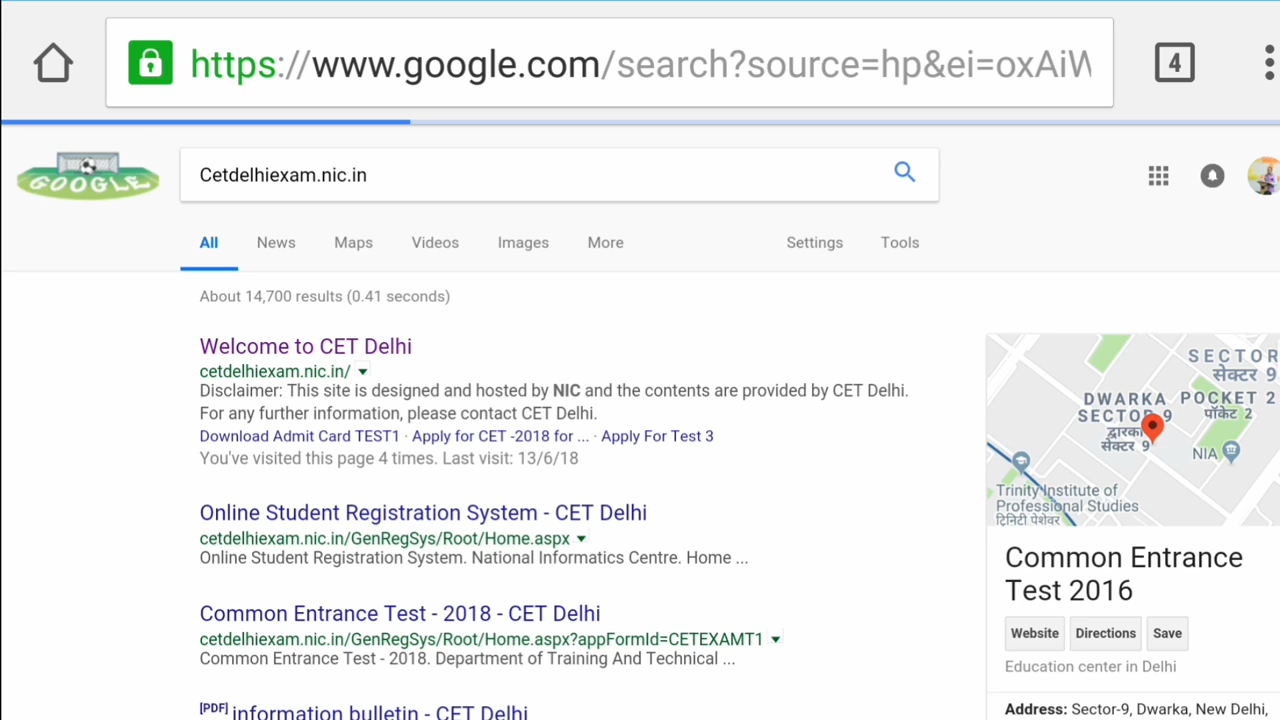 https://www.google.com/search?source=hp&ei=oxAiW
4
GOOGLE
Cetdelhiexam.nic.in
All News Maps Videos Images More Settings Tools
About 14,700 results (0.41 seconds)
Welcome to CET Delhi
cetdelhiexam.nic.in/
Disclaimer: This site is designed and hosted by NIC and the contents are provided by CET Delhi.
For any further information, please contact CET Delhi.
Download Admit Card TEST1 · Apply for CET -2018 for ... · Apply For Test 3
You've visited this page 4 times. Last visit: 13/6/18
Online Student Registration System - CET Delhi
cetdelhiexam.nic.in/GenRegSys/Root/Home.aspx
Online Student Registration System. National Informatics Centre. Home ...
Common Entrance Test - 2018 - CET Delhi
cetdelhiexam.nic.in/GenRegSys/Root/Home.aspx?appFormId=CETEXAMT1
Common Entrance Test - 2018. Department of Training And Technical ...
[PDF] information bulletin - CET Delhi
SECTOR
सेक्टर 9
DWARKA
SECTOR 9
द्वारका
सेक्टर 9
POCKET 2
पॉकेट 2
NIA
Trinity Institute of
Professional Studies
ट्रिनिटी पेशेवर
Common Entrance
Test 2016
Website Directions Save
Education center in Delhi
Address: Sector-9, Dwarka, New Delhi,